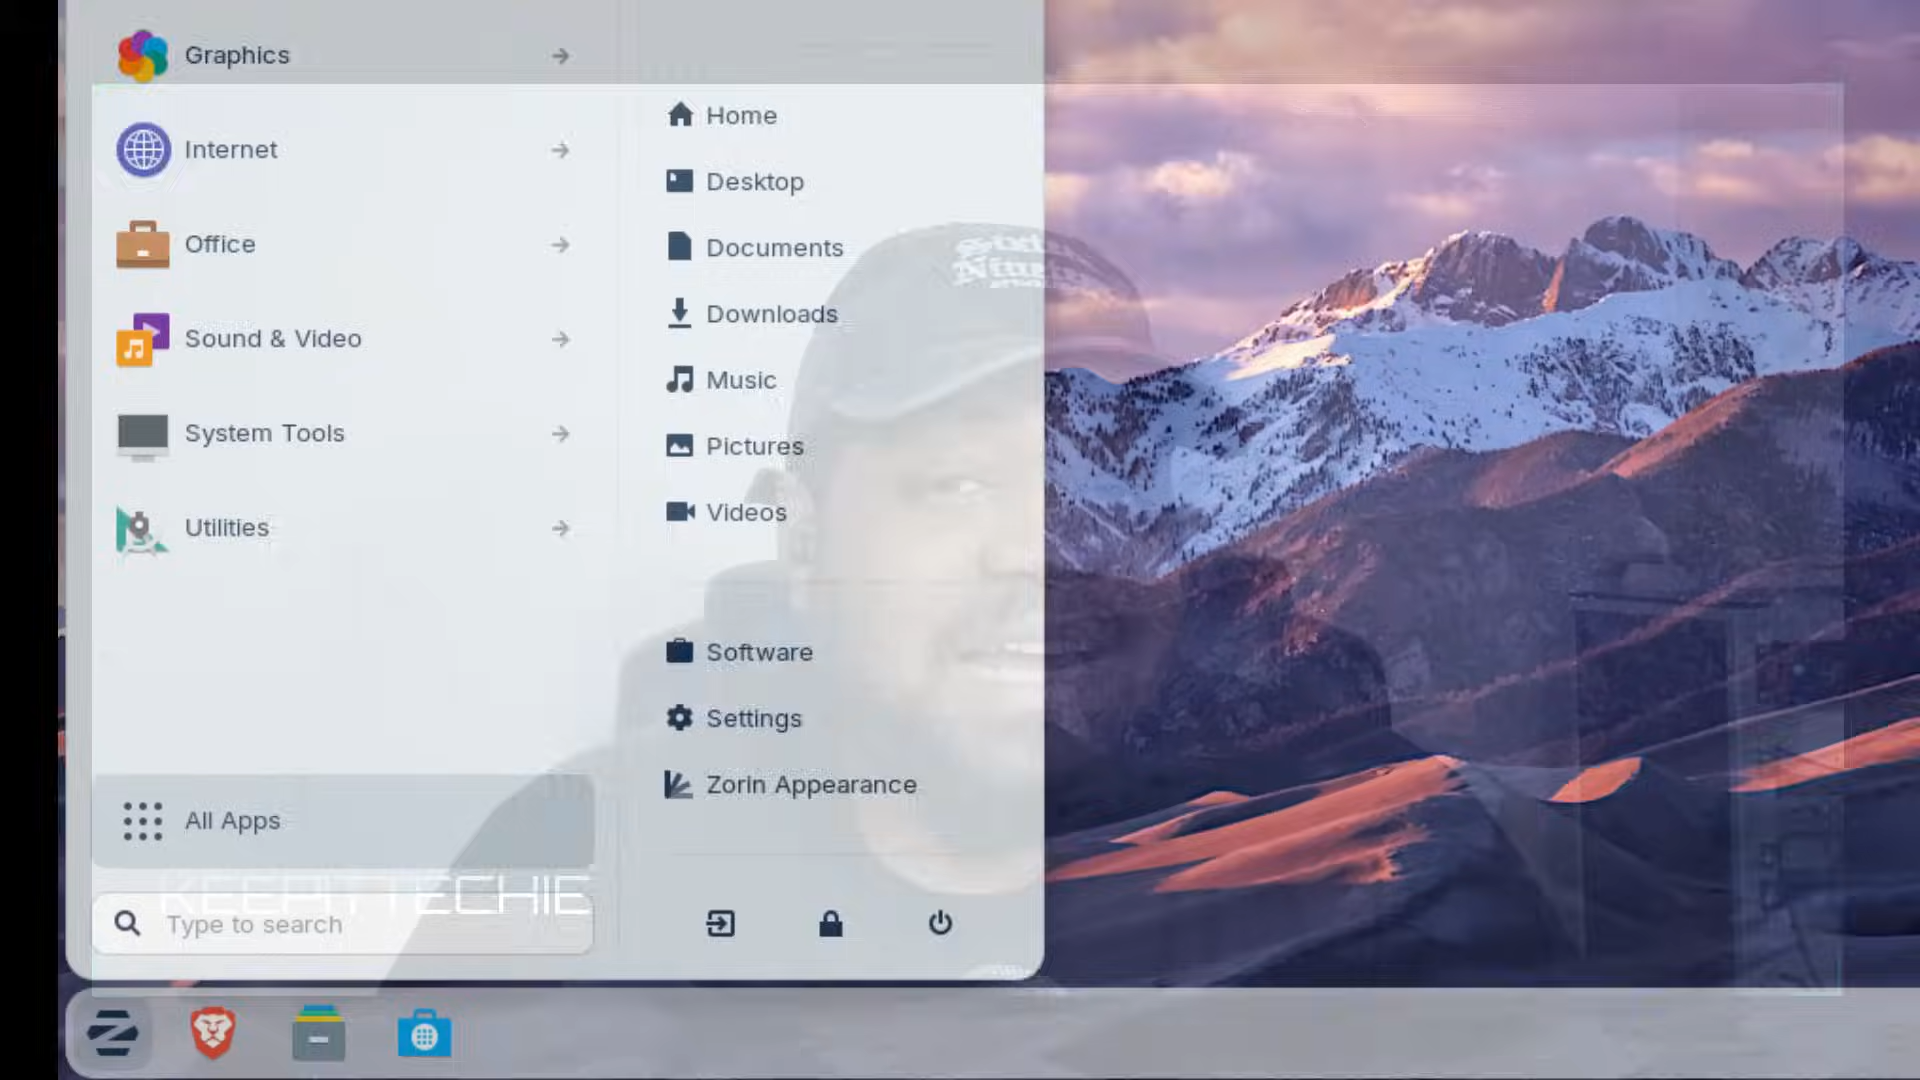 Graphics
Internet
Office
Sound & Video
System Tools
Utilities
All Apps
KEEPITTECHIE
Type to search
Home
Desktop
Documents
Downloads
Music
Pictures
Videos
Software
Settings
Zorin Appearance